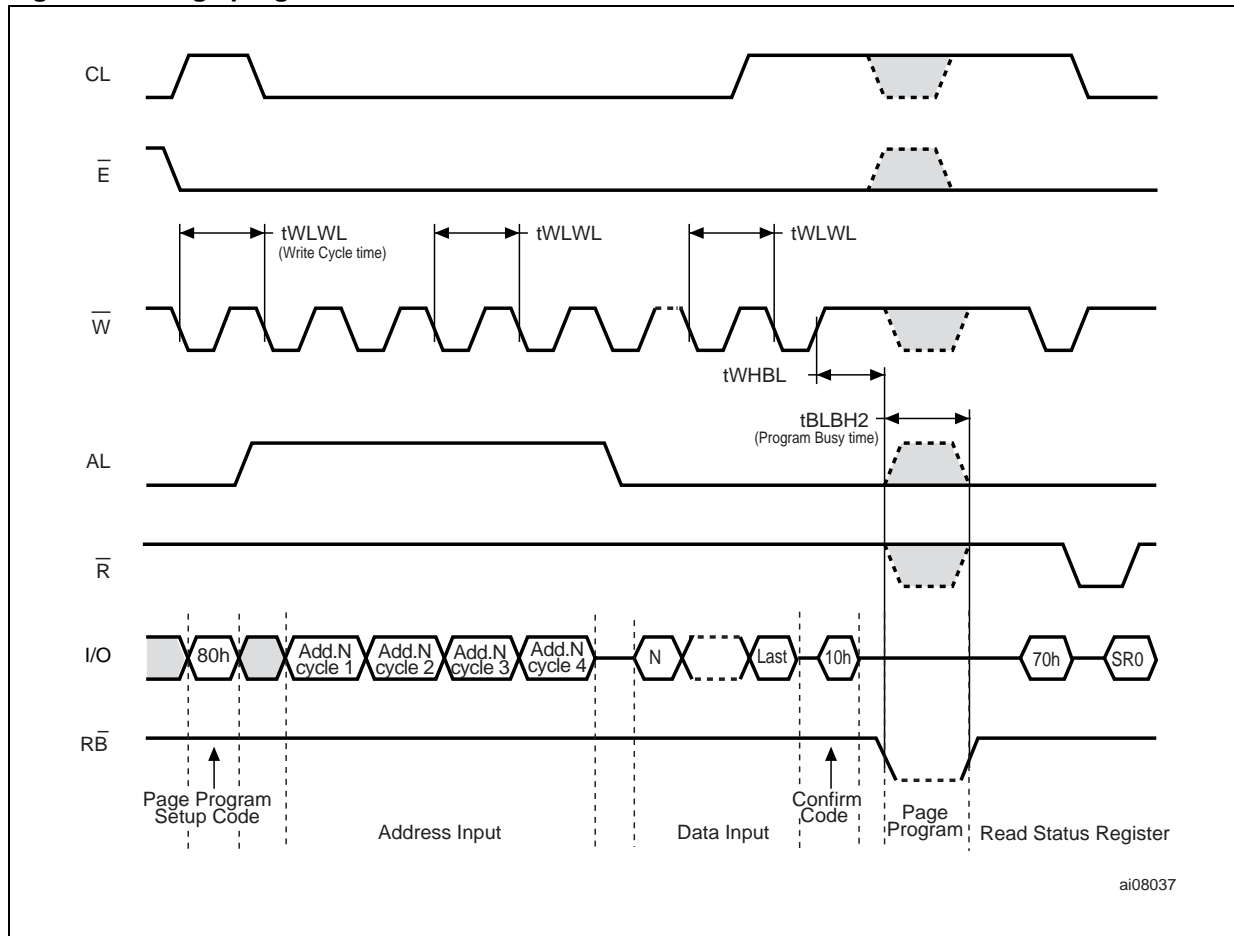 CL
E
tWLWL
(Write Cycle time)
tWLWL
tWLWL
W
tWHBL
tBLBH2
(Program Busy time)
AL
R
I/O
80h
Add.N
cycle 1
Add.N
cycle 2
Add.N
cycle 3
Add.N
cycle 4
N
Last
10h
70h
SR0
RB
Page Program
Setup Code
Address Input
Data Input
Confirm
Code
Page
Program
Read Status Register
ai08037